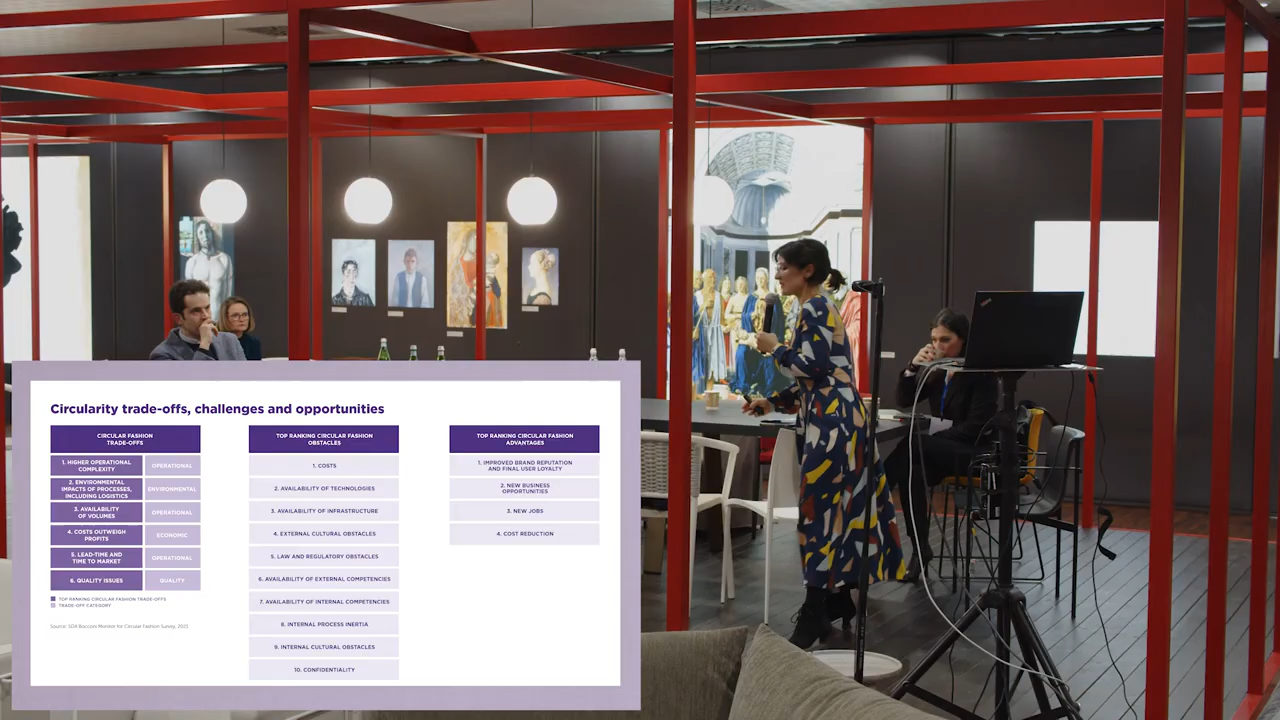 Circularity trade-offs, challenges and opportunities
CIRCULAR FASHION
TRADE-OFFS
1. HIGHER OPERATIONAL
COMPLEXITY
OPERATIONAL
2. ENVIRONMENTAL
IMPACTS OF PROCESSES,
INCLUDING LOGISTICS
ENVIRONMENTAL
3. AVAILABILITY
OF VOLUMES
OPERATIONAL
4. COSTS OUTWEIGH
PROFITS
ECONOMIC
5. LEAD-TIME AND
TIME TO MARKET
OPERATIONAL
6. QUALITY ISSUES
QUALITY
TOP RANKING CIRCULAR FASHION TRADE-OFFS
TRADE-OFF CATEGORY
Source: SDA Bocconi Monitor for Circular Fashion Survey, 2021
TOP RANKING CIRCULAR FASHION
OBSTACLES
1. COSTS
2. AVAILABILITY OF TECHNOLOGIES
3. AVAILABILITY OF INFRASTRUCTURE
4. EXTERNAL CULTURAL OBSTACLES
5. LAW AND REGULATORY OBSTACLES
6. AVAILABILITY OF EXTERNAL COMPETENCIES
7. AVAILABILITY OF INTERNAL COMPETENCIES
8. INTERNAL PROCESS INERTIA
9. INTERNAL CULTURAL OBSTACLES
10. CONFIDENTIALITY
TOP RANKING CIRCULAR FASHION
ADVANTAGES
1. IMPROVED BRAND REPUTATION
AND FINAL USER LOYALTY
2. NEW BUSINESS
OPPORTUNITIES
3. NEW JOBS
4. COST REDUCTION